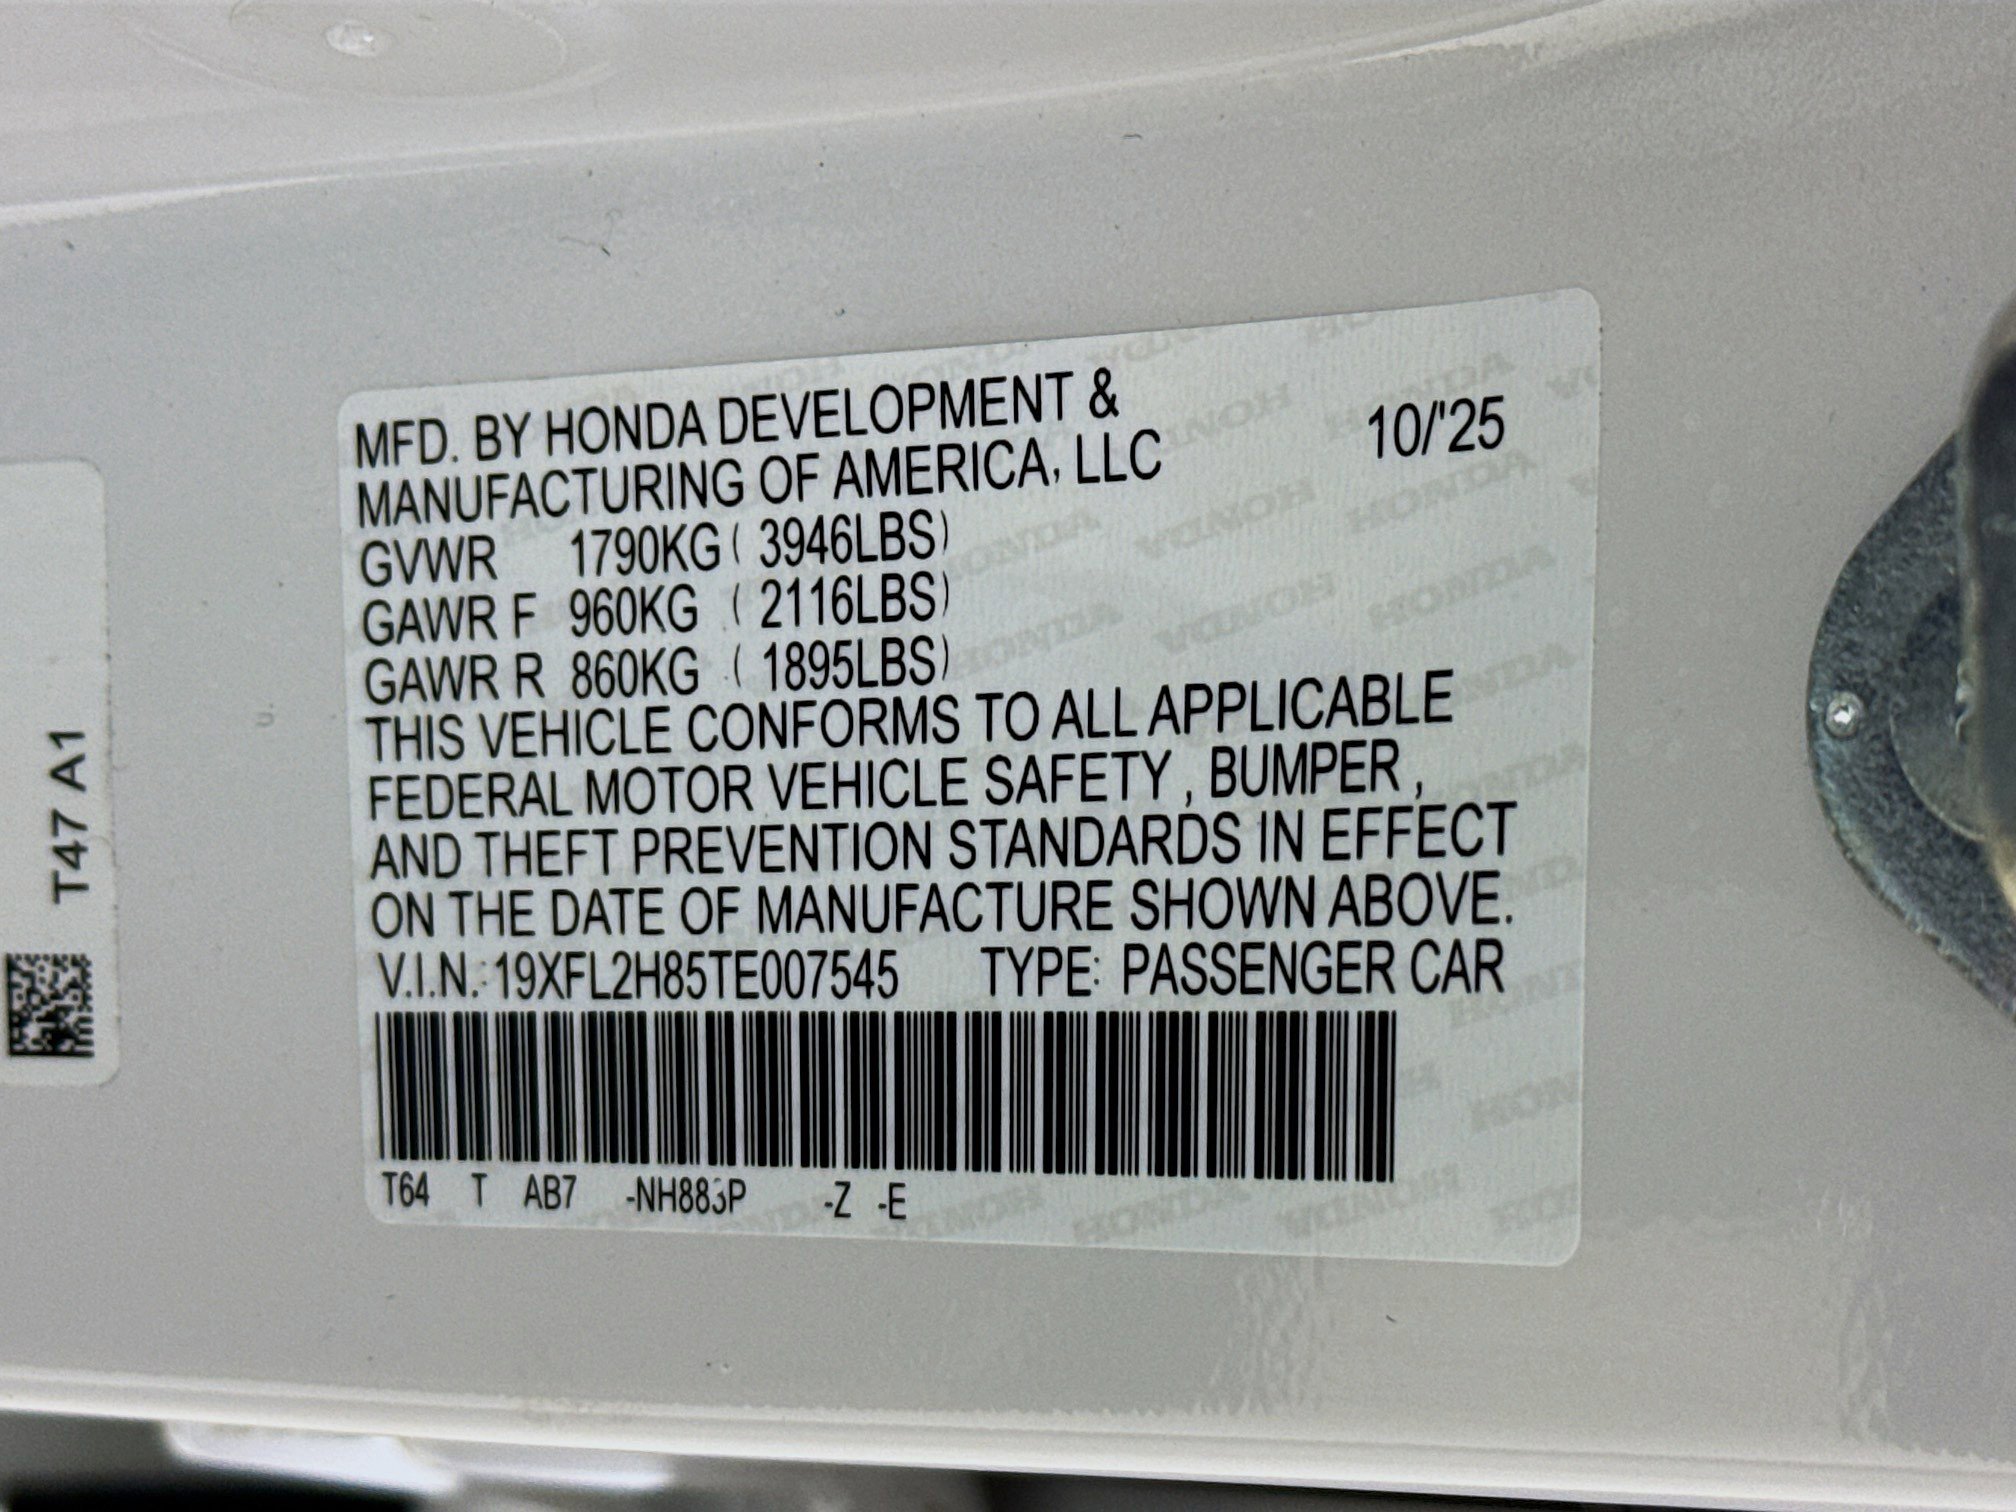 MFD. BY HONDA DEVELOPMENT & 10/'25
MANUFACTURING OF AMERICA, LLC
GVWR 1790KG ( 3946LBS)
GAWR F 960KG ( 2116LBS)
GAWR R 860KG ( 1895LBS)
THIS VEHICLE CONFORMS TO ALL APPLICABLE
FEDERAL MOTOR VEHICLE SAFETY , BUMPER ,
AND THEFT PREVENTION STANDARDS IN EFFECT
ON THE DATE OF MANUFACTURE SHOWN ABOVE.
V.I.N.: 19XFL2H85TE007545 TYPE: PASSENGER CAR
T64 T AB7 -NH883P -Z -E
T47 A1
HONDA